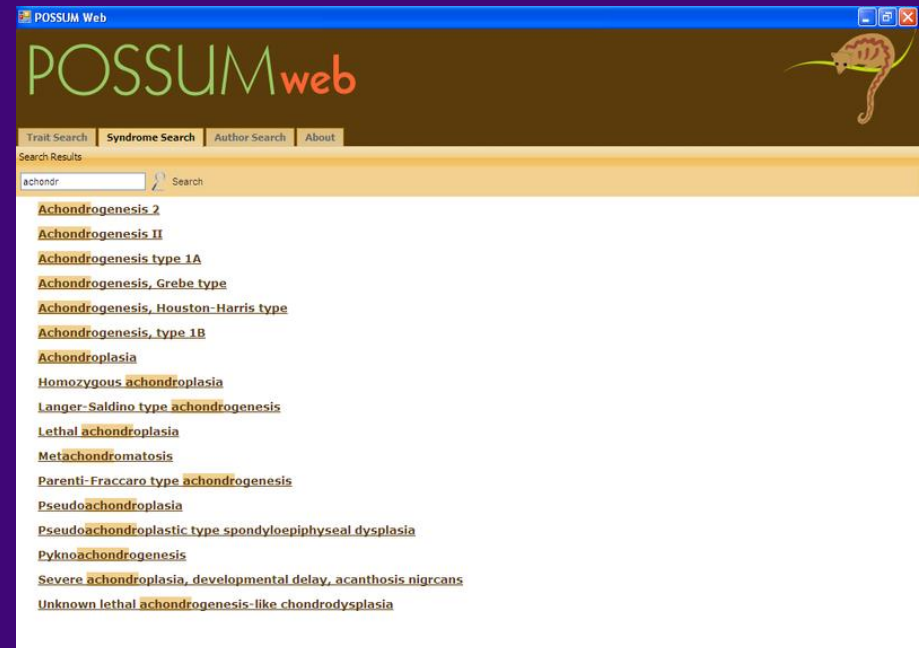 POSSUM Web
POSSUMweb
Trait Search Syndrome Search Author Search About
Search Results
achondr Search
Achondrogenesis 2
Achondrogenesis II
Achondrogenesis type 1A
Achondrogenesis, Grebe type
Achondrogenesis, Houston-Harris type
Achondrogenesis, type 1B
Achondroplasia
Homozygous achondroplasia
Langer-Saldino type achondrogenesis
Lethal achondroplasia
Metachondromatosis
Parenti-Fraccaro type achondrogenesis
Pseudoachondroplasia
Pseudoachondroplastic type spondyloepiphyseal dysplasia
Pyknoachondrogenesis
Severe achondroplasia, developmental delay, acanthosis nigrcans
Unknown lethal achondrogenesis-like chondrodysplasia